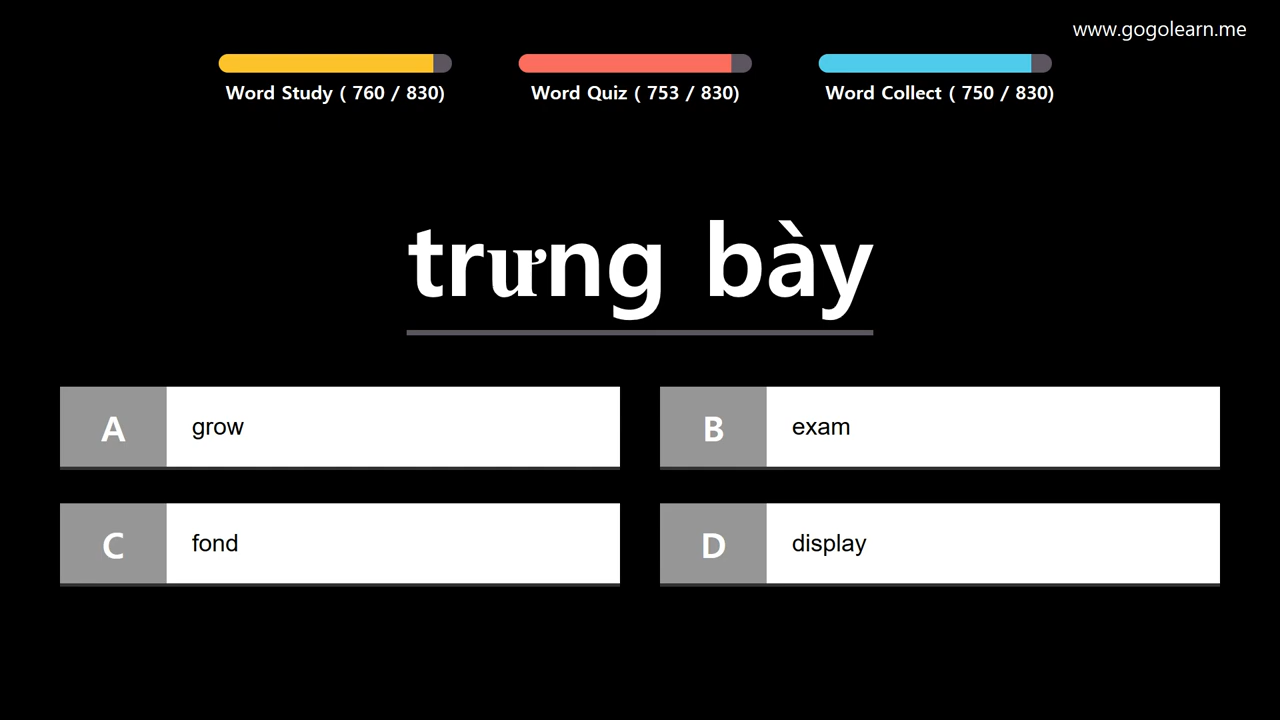 www.gogolearn.me
Word Study ( 760 / 830)
Word Quiz ( 753 / 830)
Word Collect ( 750 / 830)
trưng bày
A grow
B exam
C fond
D display